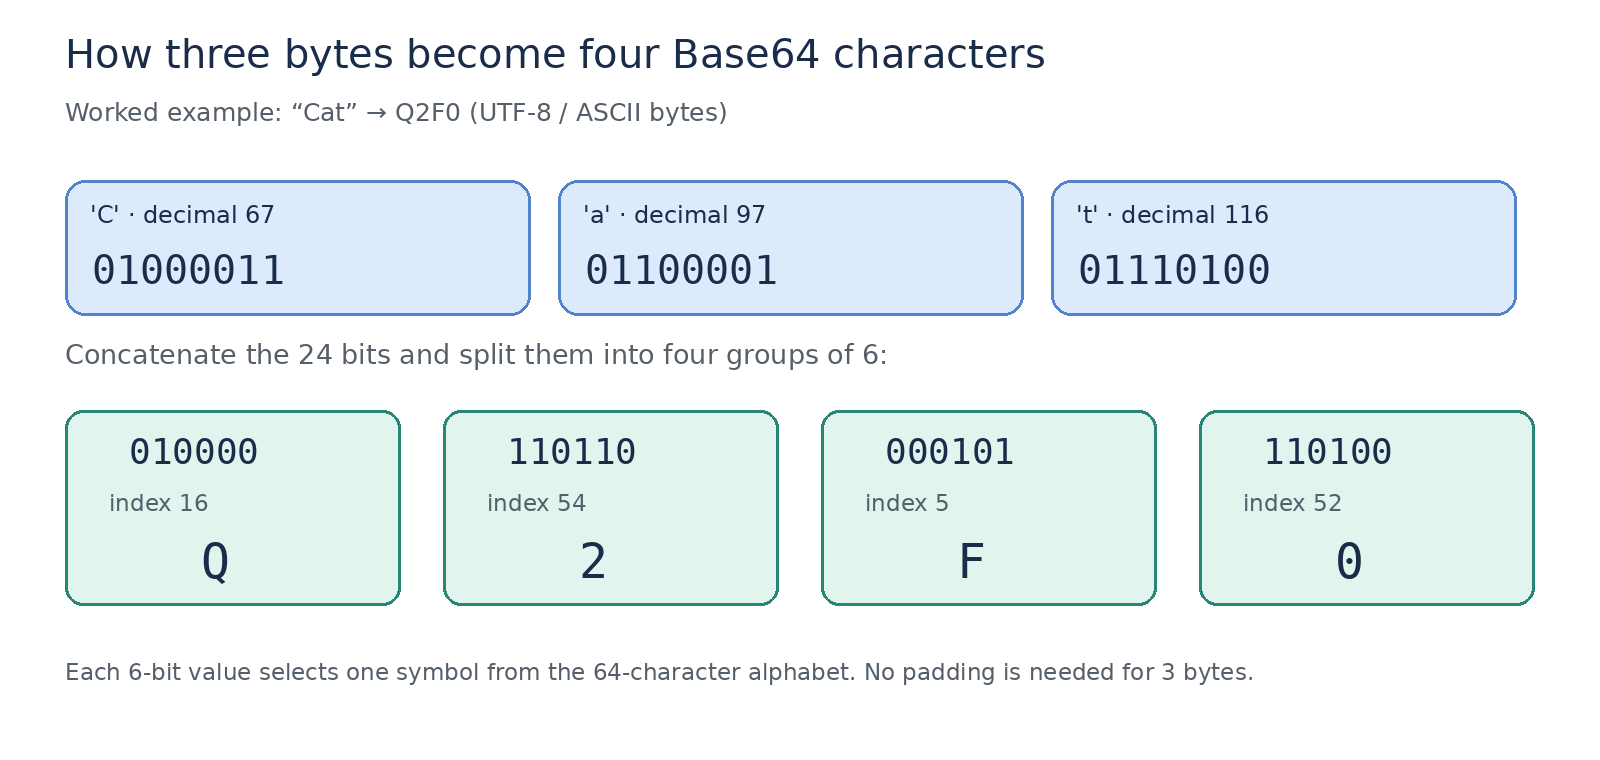 How three bytes become four Base64 characters
Worked example: “Cat” → Q2F0 (UTF-8 / ASCII bytes)
'C' · decimal 67
01000011
'a' · decimal 97
01100001
't' · decimal 116
01110100
Concatenate the 24 bits and split them into four groups of 6:
010000
index 16
Q
110110
index 54
2
000101
index 5
F
110100
index 52
0
Each 6-bit value selects one symbol from the 64-character alphabet. No padding is needed for 3 bytes.